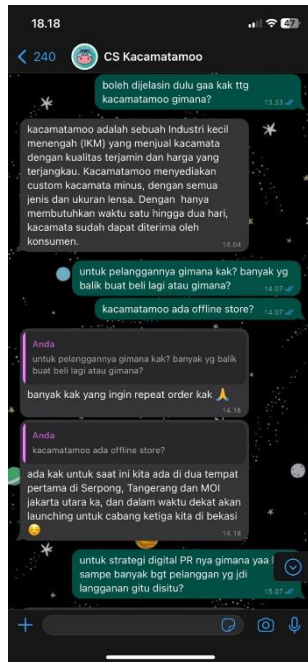 18.18
47
240
CS Kacamatamoo
boleh dijelasin dulu gaa kak ttg
kacamatamoo gimana?
13.33
kacamatamoo adalah sebuah Industri kecil
menengah (IKM) yang menjual kacamata
dengan kualitas terjamin dan harga yang
terjangkau. Kacamatamoo menyediakan
custom kacamata minus, dengan semua
jenis dan ukuran lensa. Dengan hanya
membutuhkan waktu satu hingga dua hari,
kacamata sudah dapat diterima oleh
konsumen.
14.04
untuk pelanggannya gimana kak? banyak yg
balik buat beli lagi atau gimana?
14.07
kacamatamoo ada offline store?
14.07
Anda
untuk pelanggannya gimana kak? banyak yg
balik buat beli lagi atau gimana?
banyak kak yang ingin repeat order kak 🙏
14.16
Anda
kacamatamoo ada offline store?
ada kak untuk saat ini kita ada di dua tempat
pertama di Serpong, Tangerang dan MOI
jakarta utara ka, dan dalam waktu dekat akan
launching untuk cabang ketiga kita di bekasi
☺️
14.18
untuk strategi digital PR nya gimana yaa
sampe banyak bgt pelanggan yg jdi
langganan gitu disitu?
15.07